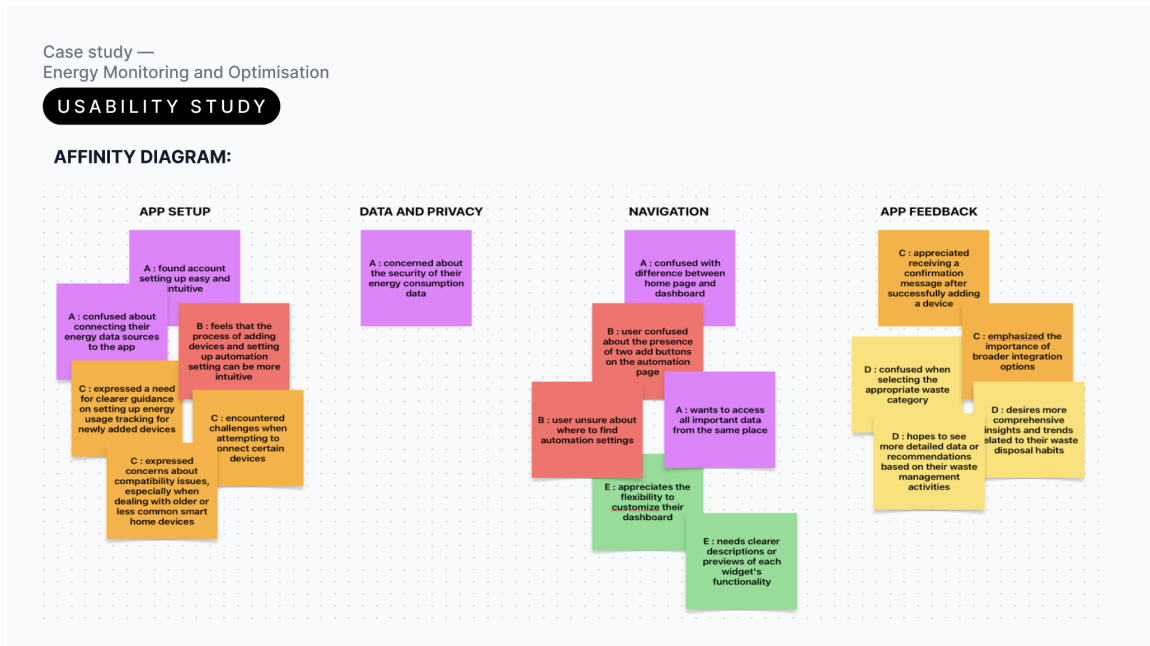 Case study —
Energy Monitoring and Optimisation
USABILITY STUDY
AFFINITY DIAGRAM:
APP SETUP
A : found account
setting up easy and
intuitive
A : confused about
connecting their
energy data sources
to the app
B : feels that the
process of adding
devices and setting
up automation
setting can be more
intuitive
C : expressed a need
for clearer guidance
on setting up energy
usage tracking for
newly added devices
C : encountered
challenges when
attempting to
connect certain
devices
C : expressed
concerns about
compatibility issues,
especially when
dealing with older or
less common smart
home devices
DATA AND PRIVACY
A : concerned about
the security of their
energy consumption
data
NAVIGATION
A : confused with
difference between
home page and
dashboard
B : user confused
about the presence
of two add buttons
on the automation
page
A : wants to access
all important data
from the same place
B : user unsure about
where to find
automation settings
E : appreciates the
flexibility to
customize their
dashboard
E : needs clearer
descriptions or
previews of each
widget's
functionality
APP FEEDBACK
C : appreciated
receiving a
confirmation
message after
successfully adding
a device
C : emphasized the
importance of
broader integration
options
D : confused when
selecting the
appropriate waste
category
D : desires more
comprehensive
insights and trends
related to their waste
disposal habits
D : hopes to see
more detailed data or
recommendations
based on their waste
management
activities